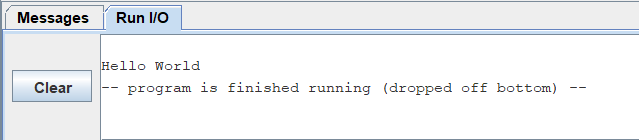 Messages Run I/O
Hello World
Clear
-- program is finished running (dropped off bottom) --